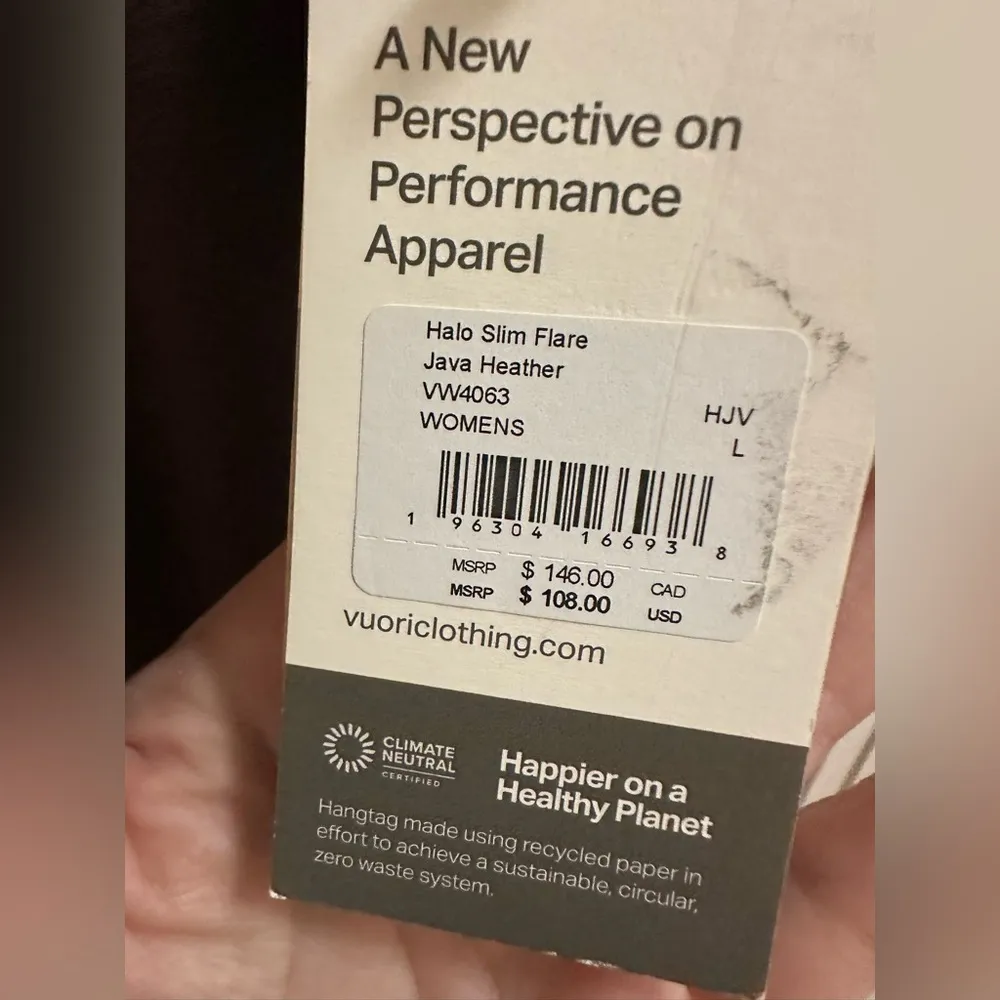 A New
Perspective on
Performance
Apparel
Halo Slim Flare
Java Heather
VW4063
HJV
WOMENS
L
1 96304 16693 8
MSRP $ 146.00 CAD
MSRP $ 108.00 USD
vuoriclothing.com
CLIMATE
NEUTRAL
CERTIFIED
Happier on a
Healthy Planet
Hangtag made using recycled paper in
effort to achieve a sustainable, circular,
zero waste system.